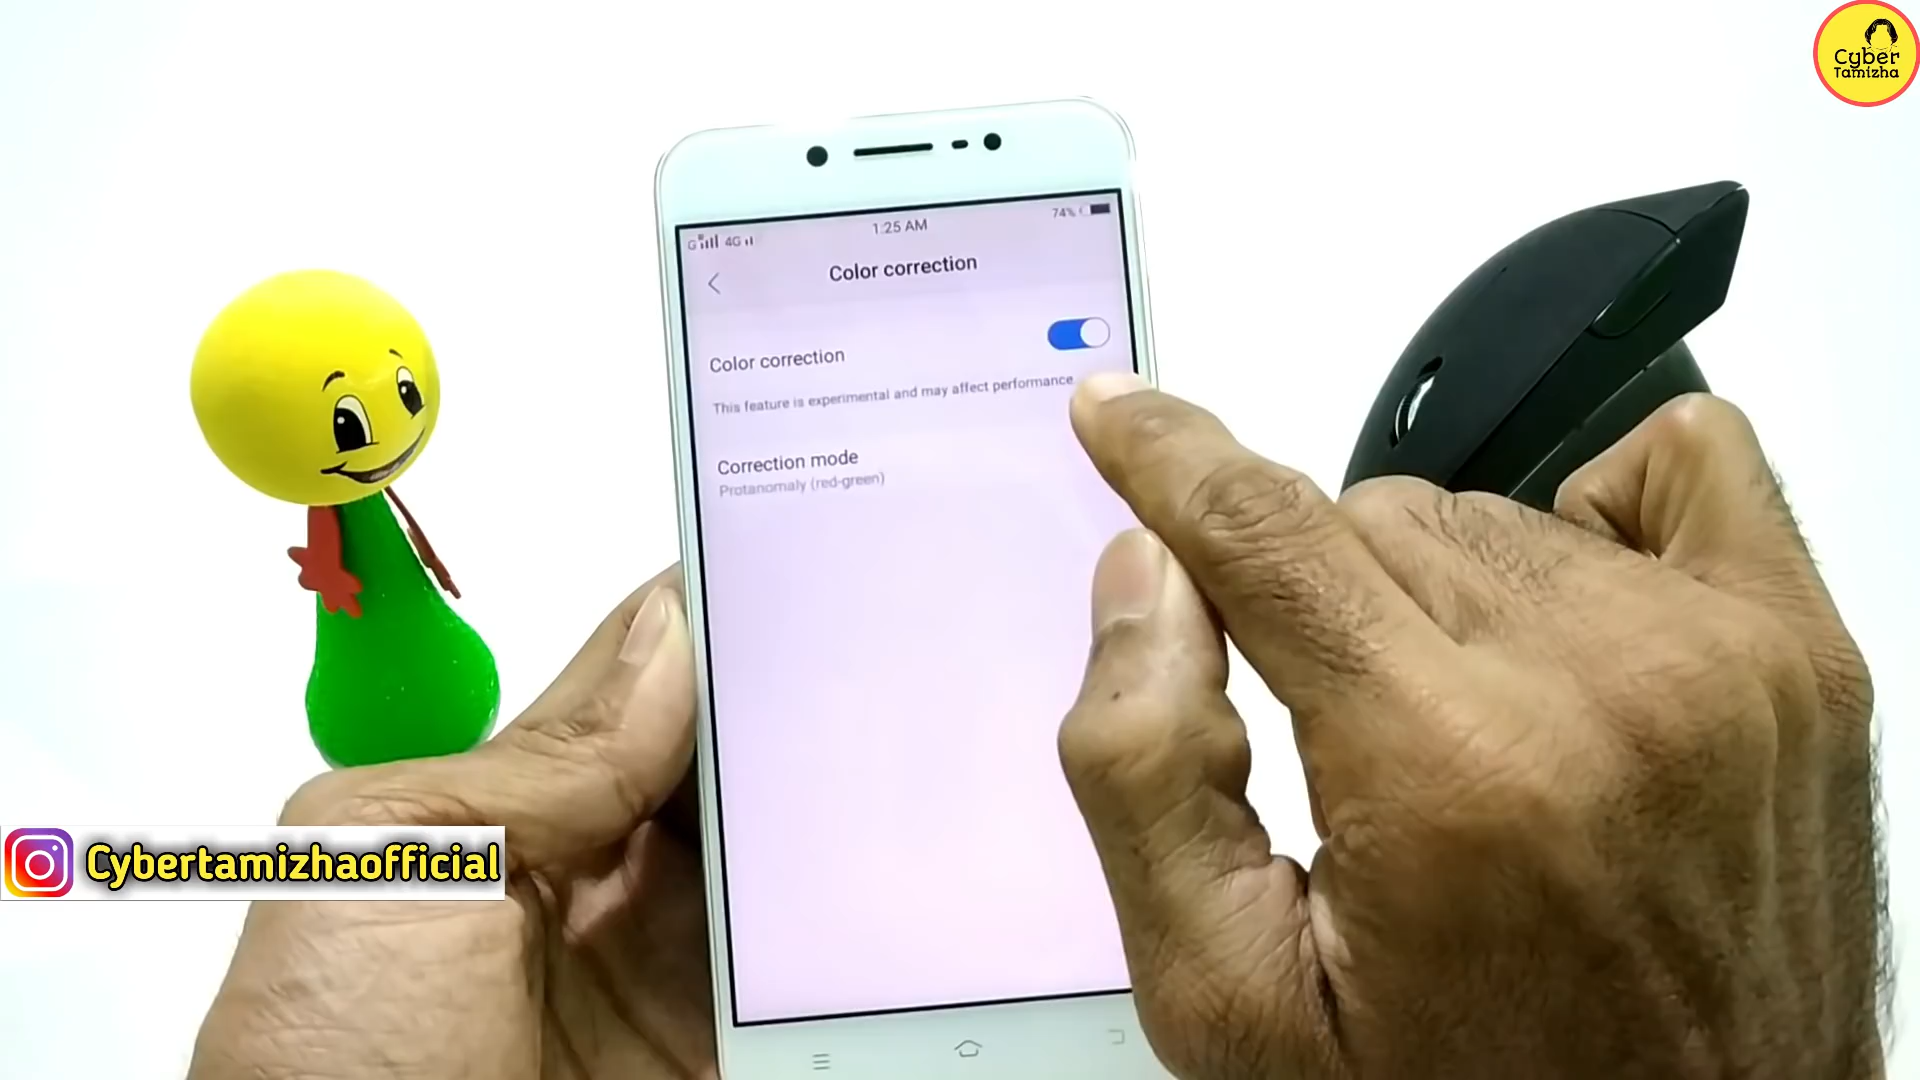 Cyber
Tamizha
G R 4G
1:25 AM
74%
Color correction
Color correction
This feature is experimental and may affect performance.
Correction mode
Protanomaly (red-green)
Cybertamizhaofficial